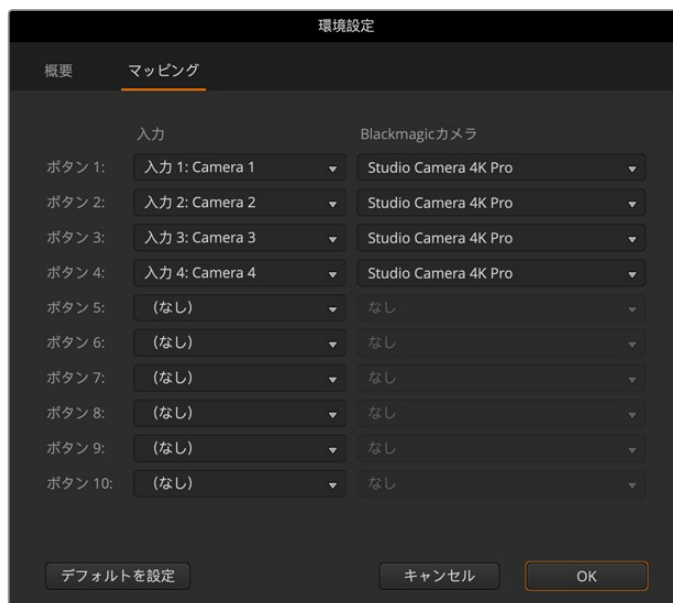 環境設定
概要 マッピング
入力 Blackmagicカメラ
ボタン 1: 入力 1: Camera 1 Studio Camera 4K Pro
ボタン 2: 入力 2: Camera 2 Studio Camera 4K Pro
ボタン 3: 入力 3: Camera 3 Studio Camera 4K Pro
ボタン 4: 入力 4: Camera 4 Studio Camera 4K Pro
ボタン 5: (なし) なし
ボタン 6: (なし) なし
ボタン 7: (なし) なし
ボタン 8: (なし) なし
ボタン 9: (なし) なし
ボタン 10: (なし) なし
デフォルトを設定 キャンセル OK